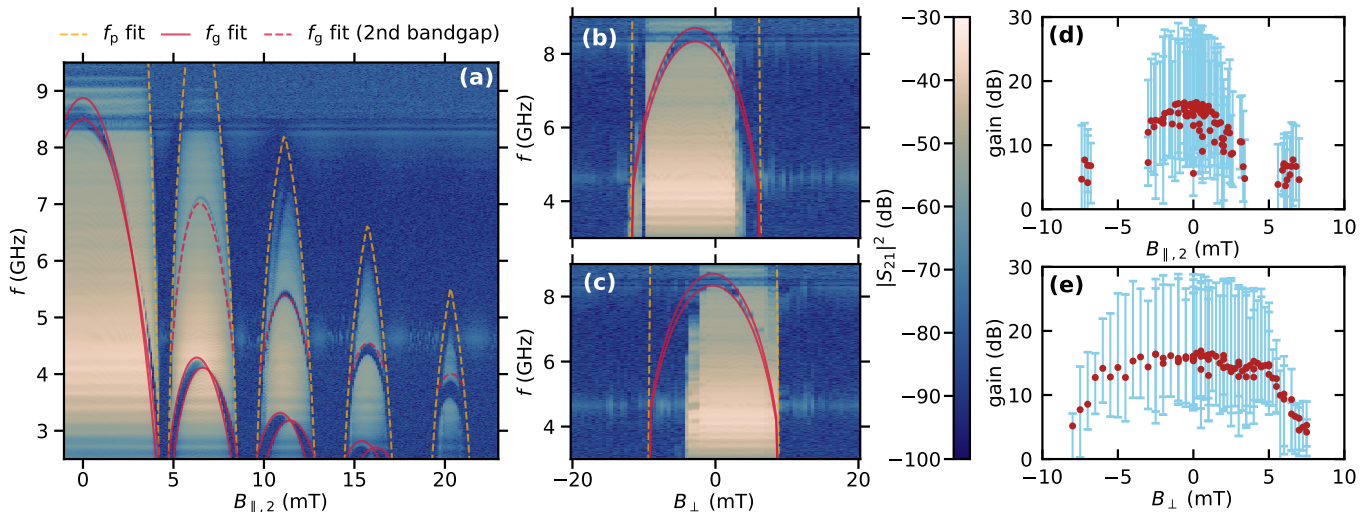 f_p fit f_g fit f_g fit (2nd bandgap)
(a)
9
8
7
6
5
4
3
f (GHz)
0 5 10 15 20
B_∥,2 (mT)
(b)
8
6
4
f (GHz)
(c)
8
6
4
f (GHz)
−20 0 20
B_⊥ (mT)
−30
−40
−50
−60
−70
−80
−90
−100
|S_21|^2 (dB)
(d)
30
20
10
0
gain (dB)
−10 −5 0 5 10
B_∥,2 (mT)
(e)
30
20
10
0
gain (dB)
−10 −5 0 5 10
B_⊥ (mT)